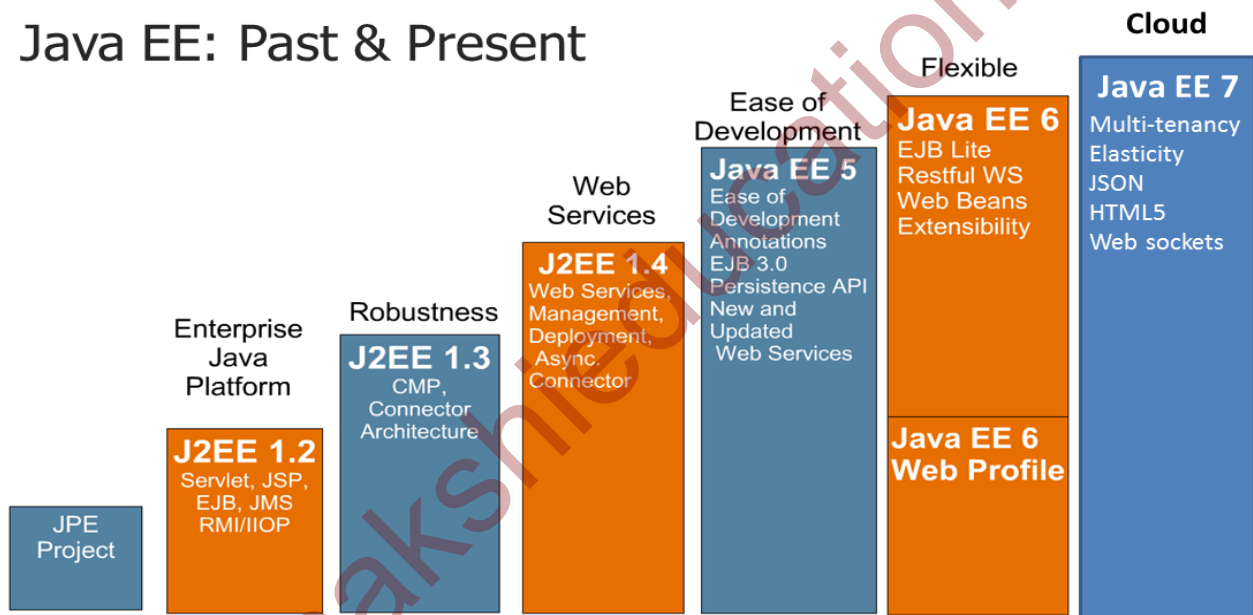 Java EE: Past & Present
JPE
Project
Enterprise
Java
Platform
J2EE 1.2
Servlet, JSP,
EJB, JMS
RMI/IIOP
Robustness
J2EE 1.3
CMP,
Connector
Architecture
Web
Services
J2EE 1.4
Web Services,
Management,
Deployment,
Async.
Connector
Ease of
Development
Java EE 5
Ease of
Development
Annotations
EJB 3.0
Persistence API
New and
Updated
Web Services
Flexible
Java EE 6
EJB Lite
Restful WS
Web Beans
Extensibility
Java EE 6
Web Profile
Cloud
Java EE 7
Multi-tenancy
Elasticity
JSON
HTML5
Web sockets
akshieducation